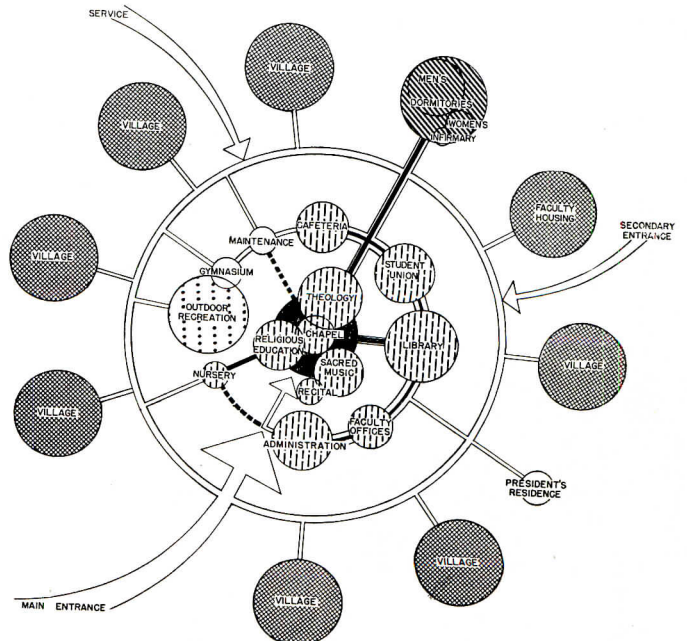 SERVICE
VILLAGE
MEN'S
DORMITORIES
WOMEN'S
INFIRMARY
VILLAGE
FACULTY
HOUSING
SECONDARY
ENTRANCE
CAFETERIA
MAINTENANCE
STUDENT
UNION
VILLAGE
GYMNASIUM
THEOLOGY
OUTDOOR
RECREATION
CHAPEL
RELIGIOUS
EDUCATION
LIBRARY
SACRED
MUSIC
VILLAGE
NURSERY
RECITAL
VILLAGE
FACULTY
OFFICES
ADMINISTRATION
PRESIDENT'S
RESIDENCE
VILLAGE
VILLAGE
MAIN ENTRANCE